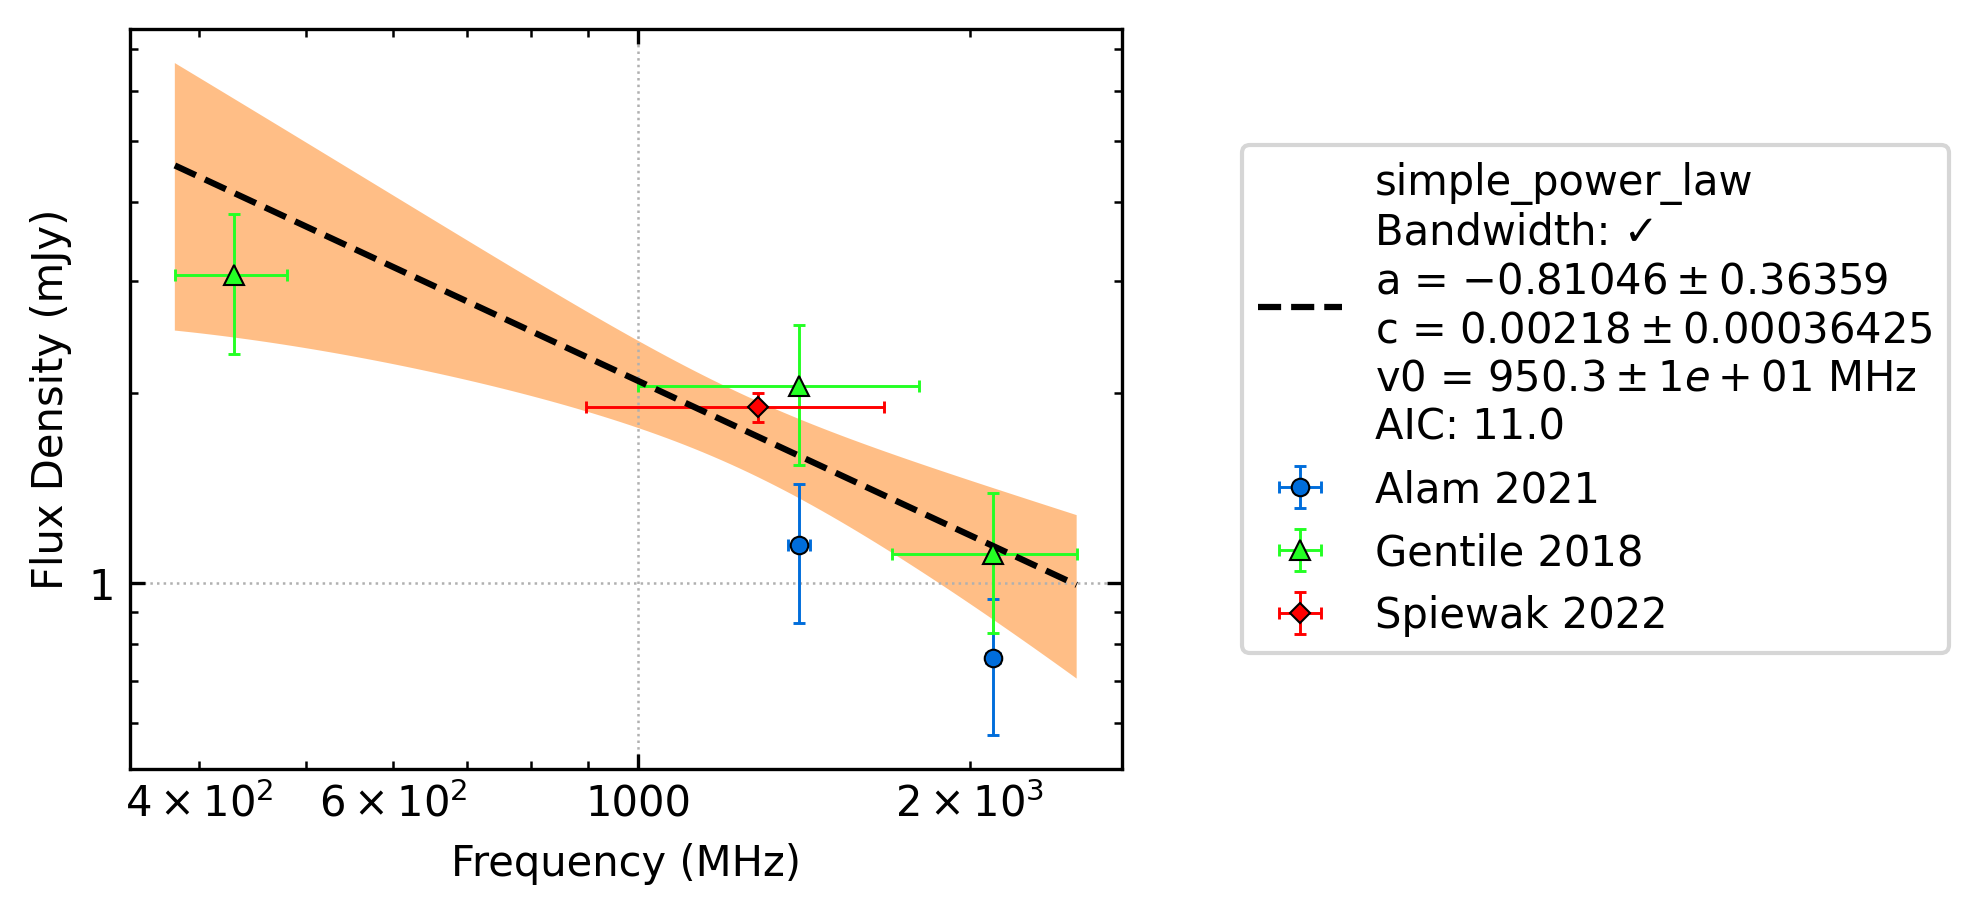 Flux Density (mJy)
1
4 × 10² 6 × 10² 1000 2 × 10³
Frequency (MHz)
simple_power_law
Bandwidth: ✓
a = −0.81046 ± 0.36359
c = 0.00218 ± 0.00036425
v0 = 950.3 ± 1e + 01 MHz
AIC: 11.0
Alam 2021
Gentile 2018
Spiewak 2022